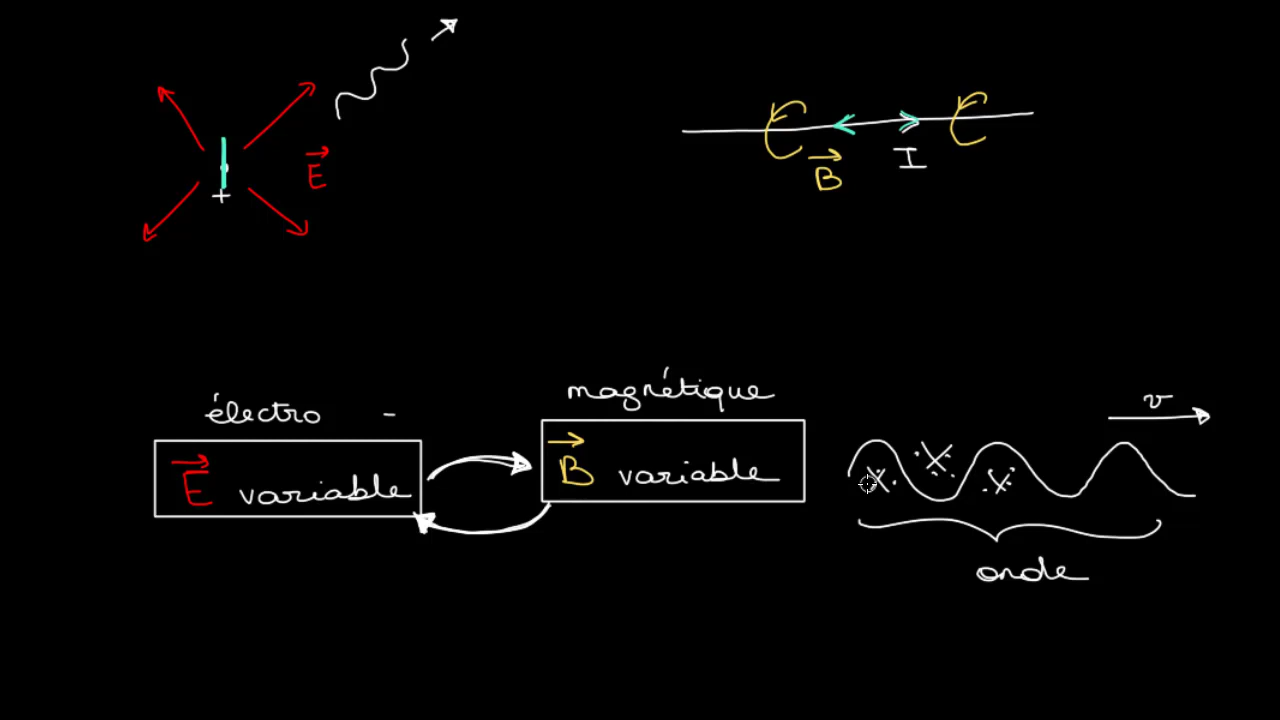 E
+
I
B
magnétique
électro -
v
E variable
B variable
onde